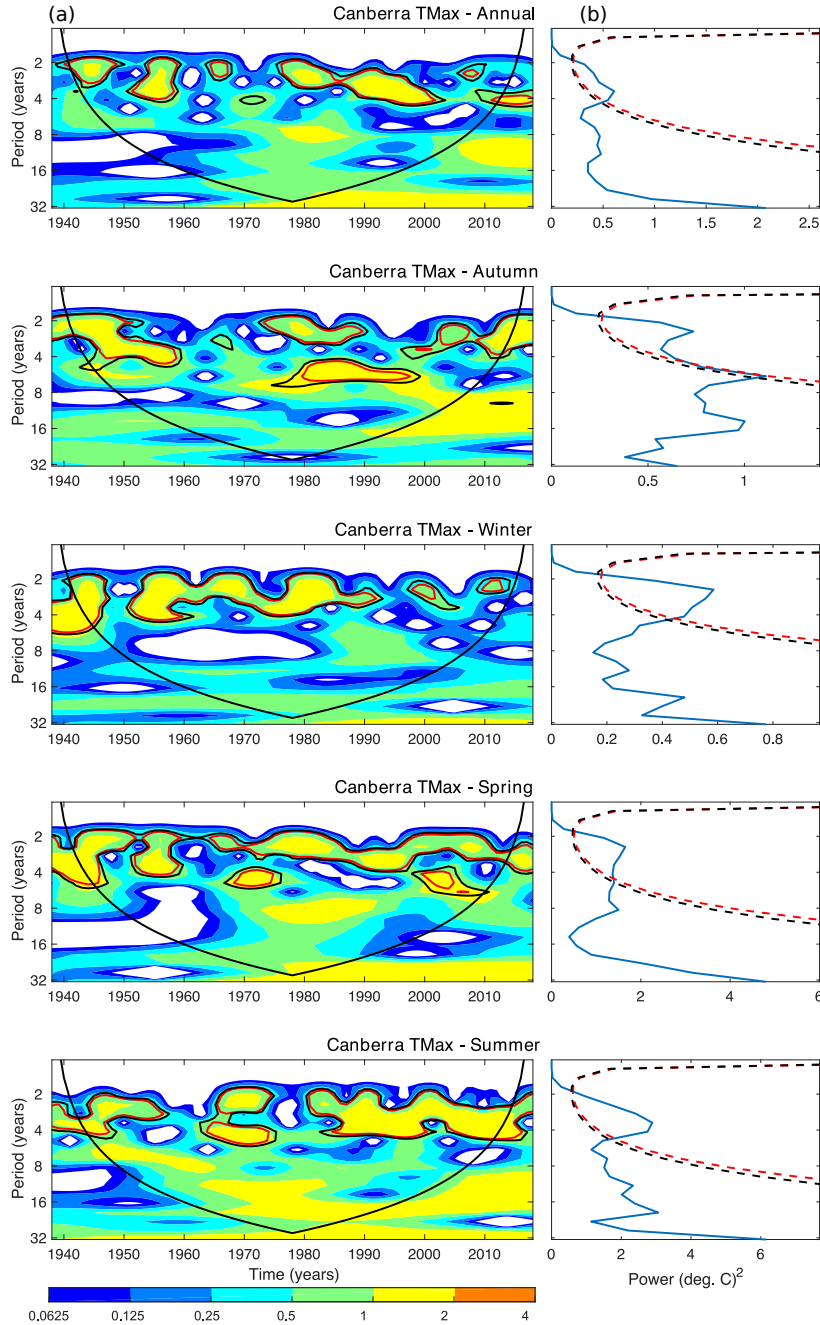 (a)
Canberra TMax - Annual
(b)
Period (years)
2
4
8
16
32
1940 1950 1960 1970 1980 1990 2000 2010
0 0.5 1 1.5 2 2.5
Canberra TMax - Autumn
Period (years)
2
4
8
16
32
1940 1950 1960 1970 1980 1990 2000 2010
0 0.5 1
Canberra TMax - Winter
Period (years)
2
4
8
16
32
1940 1950 1960 1970 1980 1990 2000 2010
0 0.2 0.4 0.6 0.8
Canberra TMax - Spring
Period (years)
2
4
8
16
32
1940 1950 1960 1970 1980 1990 2000 2010
0 2 4 6
Canberra TMax - Summer
Period (years)
2
4
8
16
32
1940 1950 1960 1970 1980 1990 2000 2010
0 2 4 6
Time (years)
Power (deg. C)²
0.0625 0.125 0.25 0.5 1 2 4